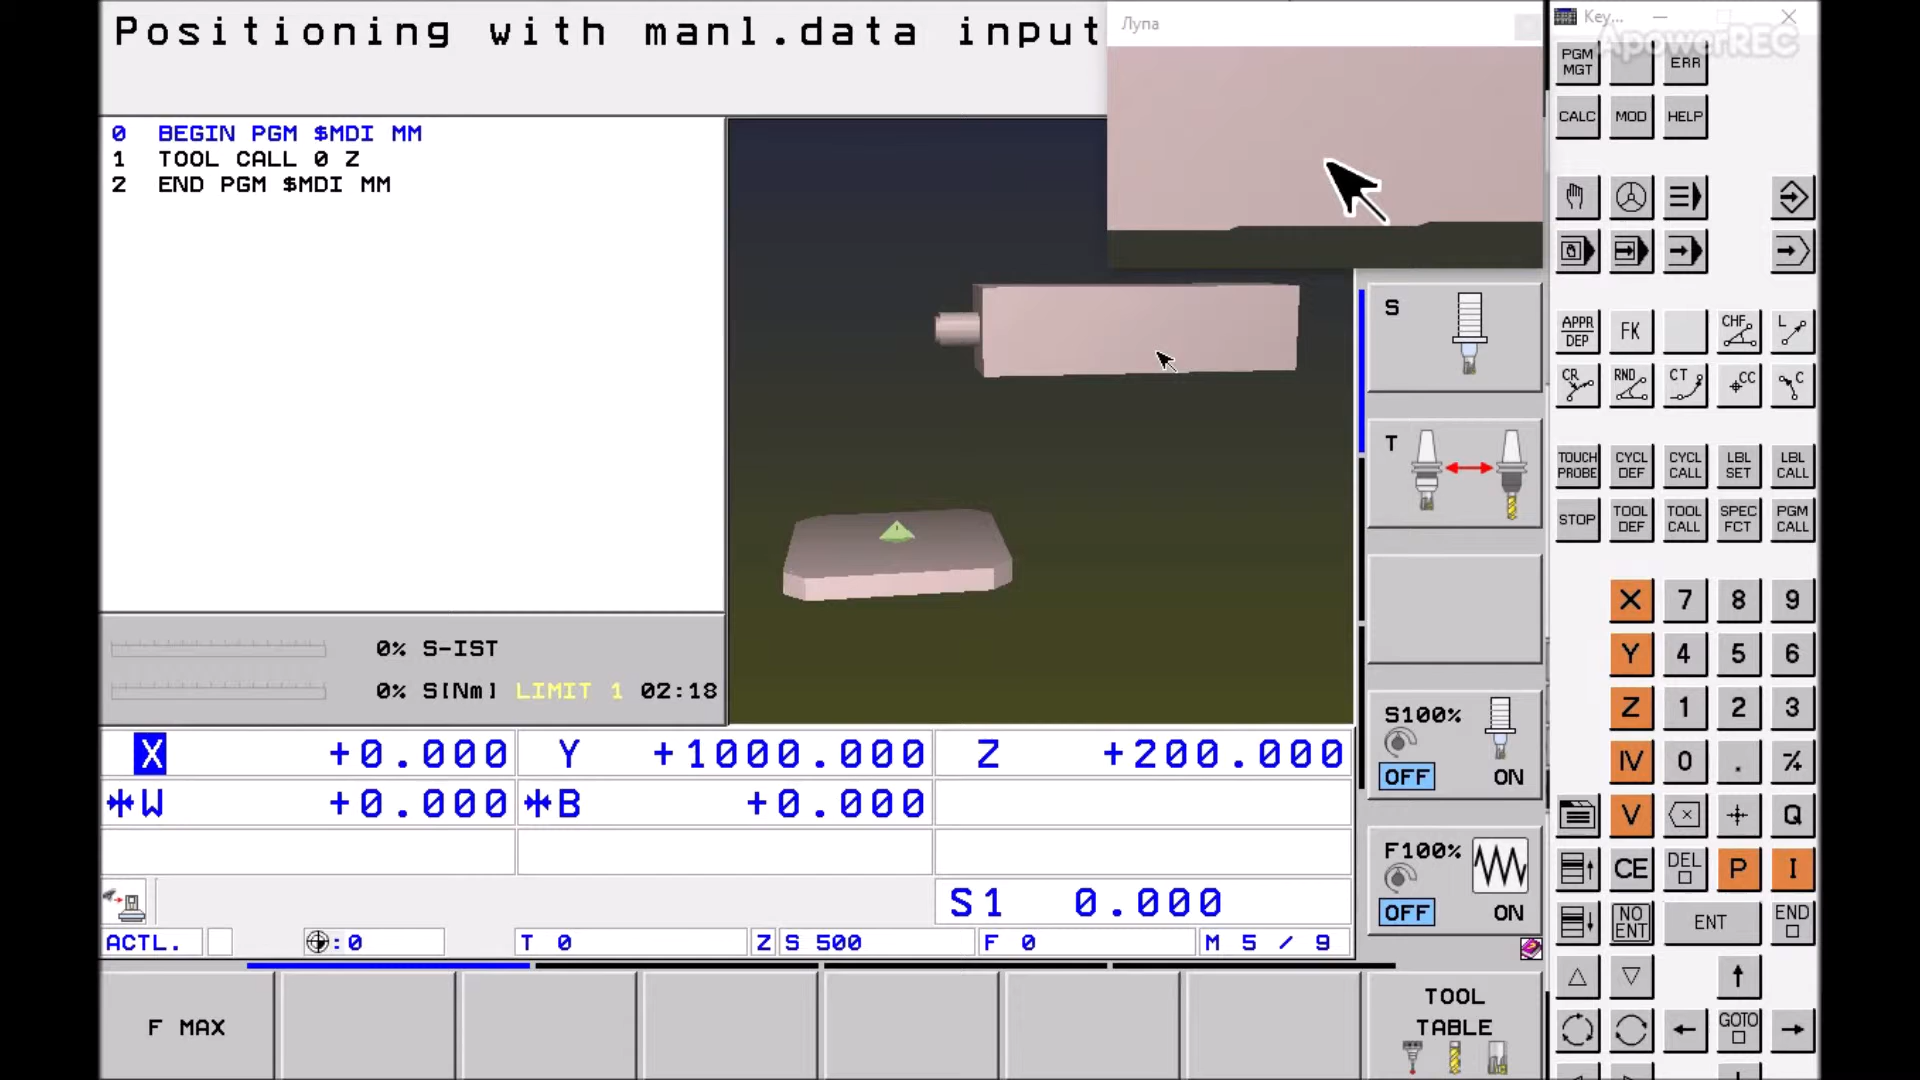 Positioning with manl.data input
Лупа
Key...
ApowerREC
0 BEGIN PGM $MDI MM
1 TOOL CALL 0 Z
2 END PGM $MDI MM
0% S-IST
0% S[Nm] LIMIT 1 02:18
X +0.000 Y +1000.000 Z +200.000
W +0.000 B +0.000
S1 0.000
ACTL. :0 T 0 Z S 500 F 0 M 5 / 9
F MAX
TOOL
TABLE
S
T
S100%
OFF ON
F100%
OFF ON
PGM
MGT
ERR
CALC MOD HELP
APPR
DEP
FK
CHF
L
CR
RND
CT
CC
C
TOUCH
PROBE
CYCL
DEF
CYCL
CALL
LBL
SET
LBL
CALL
STOP
TOOL
DEF
TOOL
CALL
SPEC
FCT
PGM
CALL
X 7 8 9
Y 4 5 6
Z 1 2 3
IV 0 .
V Q
CE
DEL
P I
NO
ENT
ENT
END
GOTO